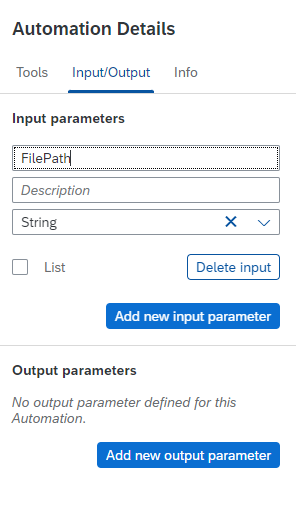 Automation Details
Tools Input/Output Info
Input parameters
FilePath
Description
String
List Delete input
Add new input parameter
Output parameters
No output parameter defined for this
Automation.
Add new output parameter